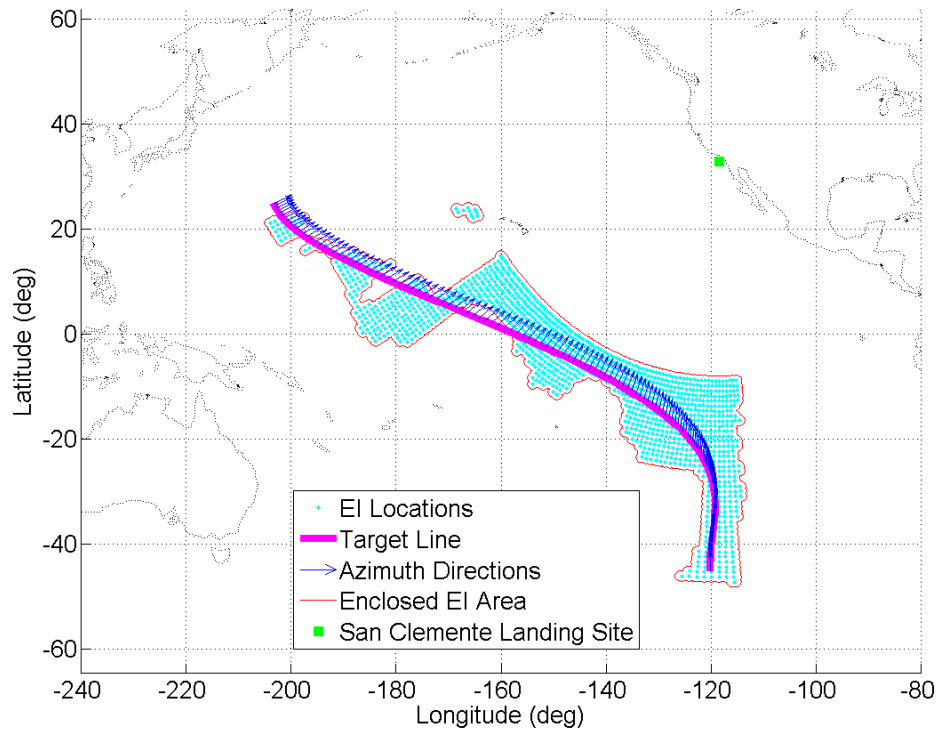 60
40
20
0
-20
-40
-60
Latitude (deg)
EI Locations
Target Line
Azimuth Directions
Enclosed EI Area
San Clemente Landing Site
-240 -220 -200 -180 -160 -140 -120 -100 -80
Longitude (deg)